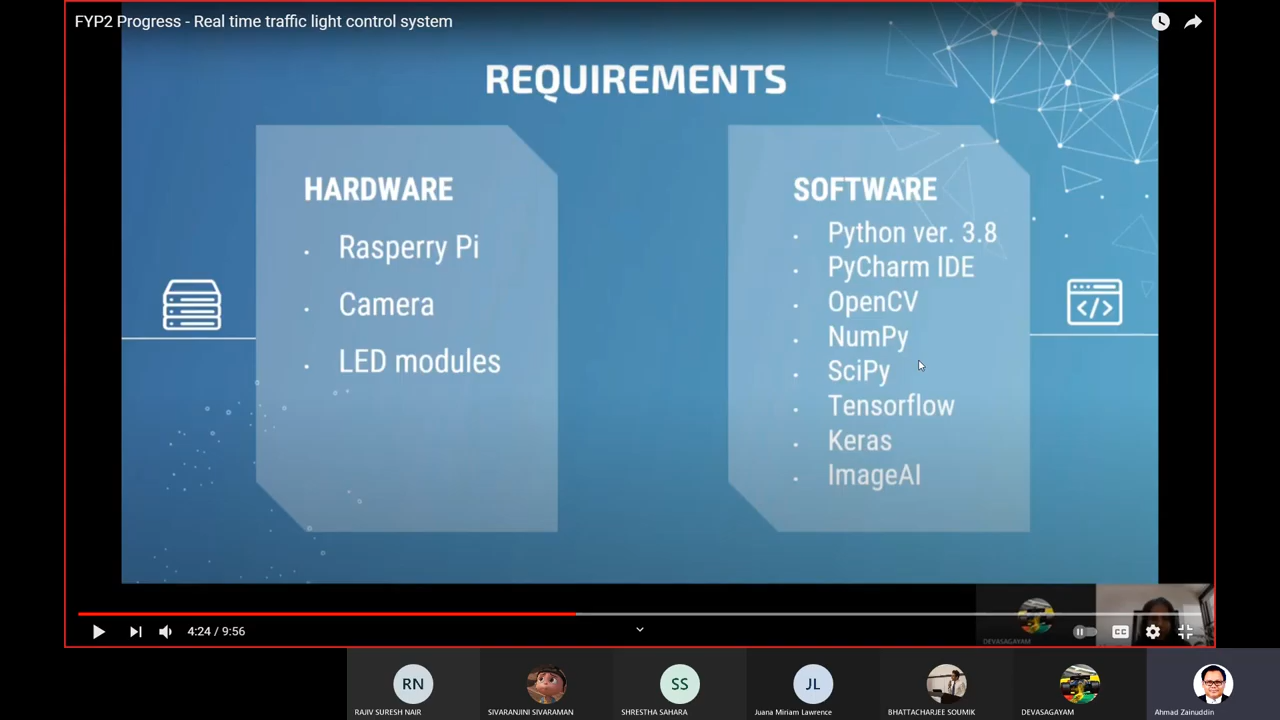 FYP2 Progress - Real time traffic light control system
REQUIREMENTS
HARDWARE
Rasperry Pi
Camera
LED modules
SOFTWARE
Python ver. 3.8
PyCharm IDE
OpenCV
NumPy
SciPy
Tensorflow
Keras
ImageAI
DEVASAGAYAM
4:24 / 9:56
CC
RN
RAJIV SURESH NAIR
SIVARANJINI SIVARAMAN
SS
SHRESTHA SAHARA
JL
Juana Miriam Lawrence
BHATTACHARJEE SOUMIK
DEVASAGAYAM
Ahmad Zainuddin